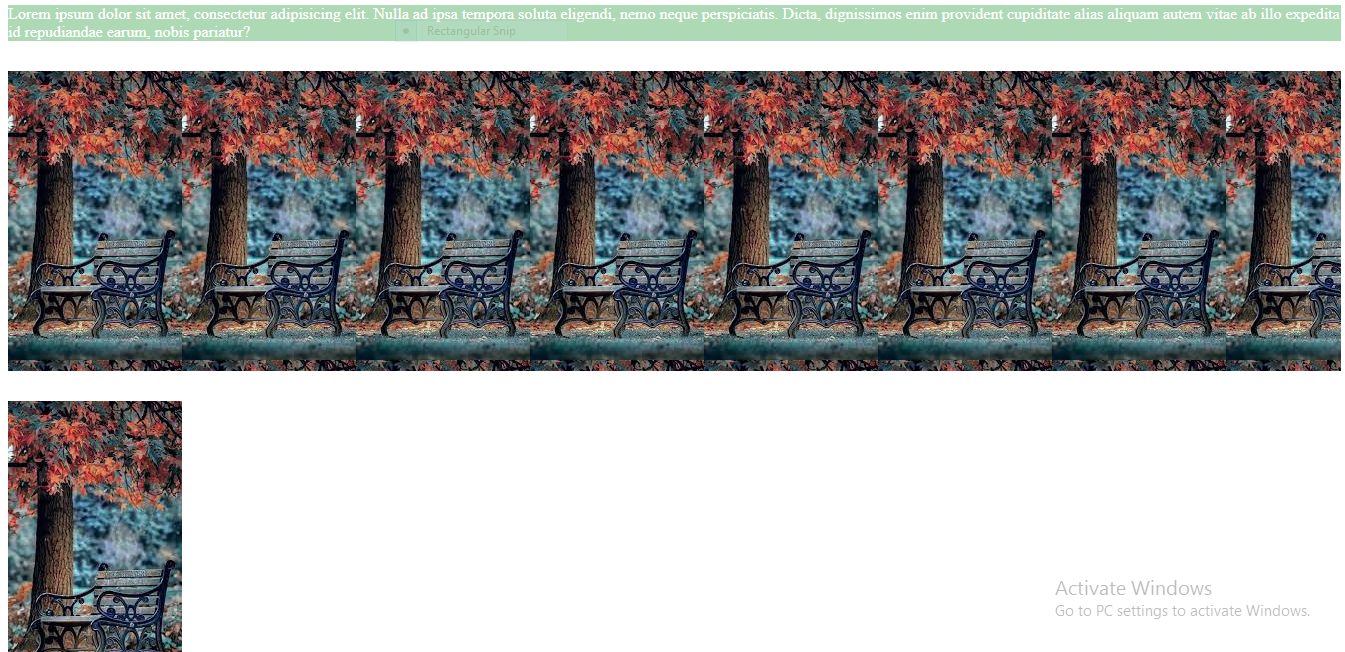 Lorem ipsum dolor sit amet, consectetur adipisicing elit. Nulla ad ipsa tempora soluta eligendi, nemo neque perspiciatis. Dicta, dignissimos enim provident cupiditate alias aliquam autem vitae ab illo expedita
id repudiandae earum, nobis pariatur?
Rectangular Snip
Activate Windows
Go to PC settings to activate Windows.